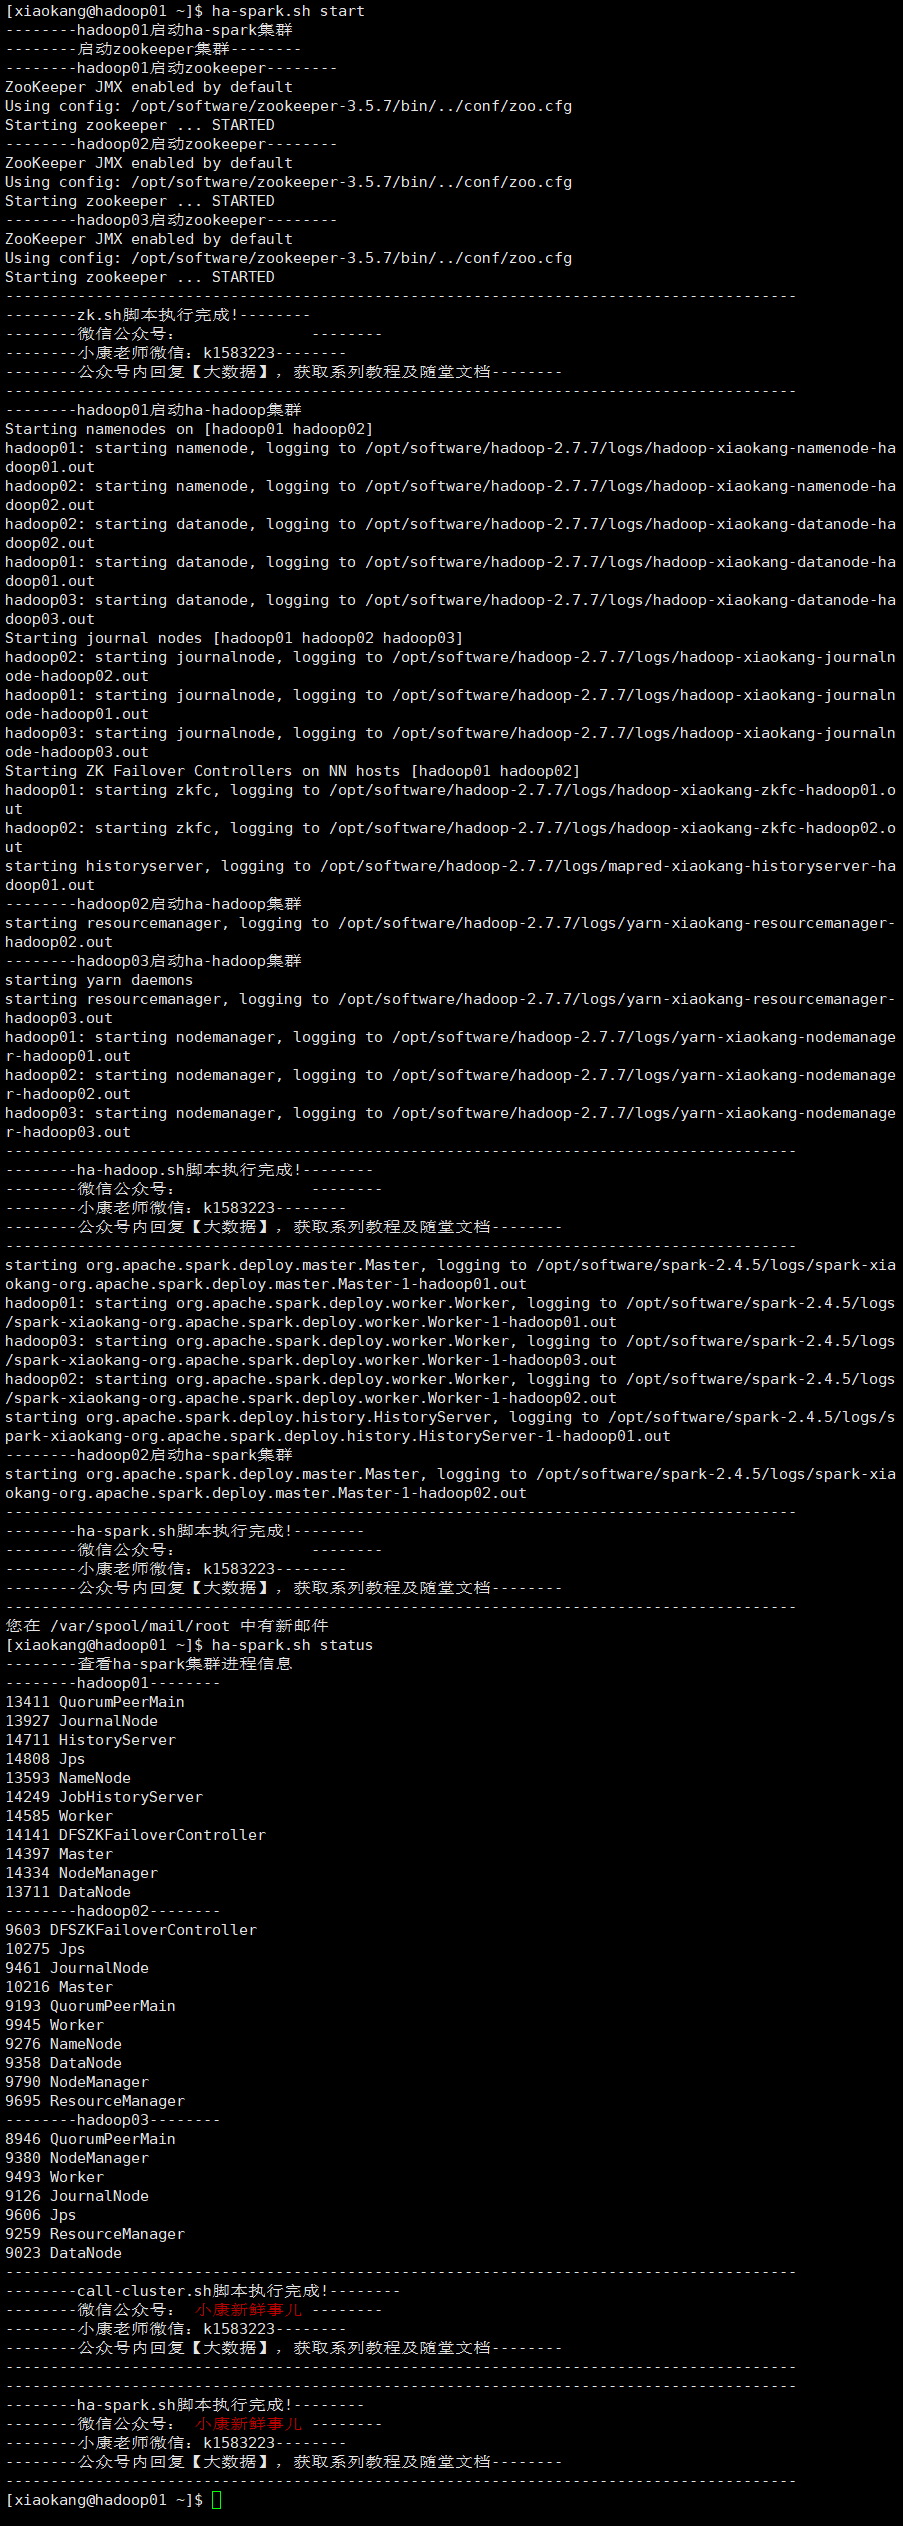 [xiaokang@hadoop01 ~]$ ha-spark.sh start
--------hadoop01启动ha-spark集群
--------启动zookeeper集群--------
--------hadoop01启动zookeeper--------
ZooKeeper JMX enabled by default
Using config: /opt/software/zookeeper-3.5.7/bin/../conf/zoo.cfg
Starting zookeeper ... STARTED
--------hadoop02启动zookeeper--------
ZooKeeper JMX enabled by default
Using config: /opt/software/zookeeper-3.5.7/bin/../conf/zoo.cfg
Starting zookeeper ... STARTED
--------hadoop03启动zookeeper--------
ZooKeeper JMX enabled by default
Using config: /opt/software/zookeeper-3.5.7/bin/../conf/zoo.cfg
Starting zookeeper ... STARTED
----------------------------------------------------------------------------------------
--------zk.sh脚本执行完成!--------
--------微信公众号:               --------
--------小康老师微信: k1583223--------
--------公众号内回复【大数据】, 获取系列教程及随堂文档--------
----------------------------------------------------------------------------------------
--------hadoop01启动ha-hadoop集群
Starting namenodes on [hadoop01 hadoop02]
hadoop01: starting namenode, logging to /opt/software/hadoop-2.7.7/logs/hadoop-xiaokang-namenode-ha
doop01.out
hadoop02: starting namenode, logging to /opt/software/hadoop-2.7.7/logs/hadoop-xiaokang-namenode-ha
doop02.out
hadoop02: starting datanode, logging to /opt/software/hadoop-2.7.7/logs/hadoop-xiaokang-datanode-ha
doop02.out
hadoop01: starting datanode, logging to /opt/software/hadoop-2.7.7/logs/hadoop-xiaokang-datanode-ha
doop01.out
hadoop03: starting datanode, logging to /opt/software/hadoop-2.7.7/logs/hadoop-xiaokang-datanode-ha
doop03.out
Starting journal nodes [hadoop01 hadoop02 hadoop03]
hadoop02: starting journalnode, logging to /opt/software/hadoop-2.7.7/logs/hadoop-xiaokang-journaln
ode-hadoop02.out
hadoop01: starting journalnode, logging to /opt/software/hadoop-2.7.7/logs/hadoop-xiaokang-journaln
ode-hadoop01.out
hadoop03: starting journalnode, logging to /opt/software/hadoop-2.7.7/logs/hadoop-xiaokang-journaln
ode-hadoop03.out
Starting ZK Failover Controllers on NN hosts [hadoop01 hadoop02]
hadoop01: starting zkfc, logging to /opt/software/hadoop-2.7.7/logs/hadoop-xiaokang-zkfc-hadoop01.o
ut
hadoop02: starting zkfc, logging to /opt/software/hadoop-2.7.7/logs/hadoop-xiaokang-zkfc-hadoop02.o
ut
starting historyserver, logging to /opt/software/hadoop-2.7.7/logs/mapred-xiaokang-historyserver-ha
doop01.out
--------hadoop02启动ha-hadoop集群
starting resourcemanager, logging to /opt/software/hadoop-2.7.7/logs/yarn-xiaokang-resourcemanager-
hadoop02.out
--------hadoop03启动ha-hadoop集群
starting yarn daemons
starting resourcemanager, logging to /opt/software/hadoop-2.7.7/logs/yarn-xiaokang-resourcemanager-
hadoop03.out
hadoop01: starting nodemanager, logging to /opt/software/hadoop-2.7.7/logs/yarn-xiaokang-nodemanage
r-hadoop01.out
hadoop02: starting nodemanager, logging to /opt/software/hadoop-2.7.7/logs/yarn-xiaokang-nodemanage
r-hadoop02.out
hadoop03: starting nodemanager, logging to /opt/software/hadoop-2.7.7/logs/yarn-xiaokang-nodemanage
r-hadoop03.out
----------------------------------------------------------------------------------------
--------ha-hadoop.sh脚本执行完成!--------
--------微信公众号:               --------
--------小康老师微信: k1583223--------
--------公众号内回复【大数据】, 获取系列教程及随堂文档--------
----------------------------------------------------------------------------------------
starting org.apache.spark.deploy.master.Master, logging to /opt/software/spark-2.4.5/logs/spark-xia
okang-org.apache.spark.deploy.master.Master-1-hadoop01.out
hadoop01: starting org.apache.spark.deploy.worker.Worker, logging to /opt/software/spark-2.4.5/logs
/spark-xiaokang-org.apache.spark.deploy.worker.Worker-1-hadoop01.out
hadoop03: starting org.apache.spark.deploy.worker.Worker, logging to /opt/software/spark-2.4.5/logs
/spark-xiaokang-org.apache.spark.deploy.worker.Worker-1-hadoop03.out
hadoop02: starting org.apache.spark.deploy.worker.Worker, logging to /opt/software/spark-2.4.5/logs
/spark-xiaokang-org.apache.spark.deploy.worker.Worker-1-hadoop02.out
starting org.apache.spark.deploy.history.HistoryServer, logging to /opt/software/spark-2.4.5/logs/s
park-xiaokang-org.apache.spark.deploy.history.HistoryServer-1-hadoop01.out
--------hadoop02启动ha-spark集群
starting org.apache.spark.deploy.master.Master, logging to /opt/software/spark-2.4.5/logs/spark-xia
okang-org.apache.spark.deploy.master.Master-1-hadoop02.out
----------------------------------------------------------------------------------------
--------ha-spark.sh脚本执行完成!--------
--------微信公众号:               --------
--------小康老师微信: k1583223--------
--------公众号内回复【大数据】, 获取系列教程及随堂文档--------
----------------------------------------------------------------------------------------
您在 /var/spool/mail/root 中有新邮件
[xiaokang@hadoop01 ~]$ ha-spark.sh status
--------查看ha-spark集群进程信息
--------hadoop01--------
13411 QuorumPeerMain
13927 JournalNode
14711 HistoryServer
14808 Jps
13593 NameNode
14249 JobHistoryServer
14585 Worker
14141 DFSZKFailoverController
14397 Master
14334 NodeManager
13711 DataNode
--------hadoop02--------
9603 DFSZKFailoverController
10275 Jps
9461 JournalNode
10216 Master
9193 QuorumPeerMain
9945 Worker
9276 NameNode
9358 DataNode
9790 NodeManager
9695 ResourceManager
--------hadoop03--------
8946 QuorumPeerMain
9380 NodeManager
9493 Worker
9126 JournalNode
9606 Jps
9259 ResourceManager
9023 DataNode
----------------------------------------------------------------------------------------
--------call-cluster.sh脚本执行完成!--------
--------微信公众号:  小康新鲜事儿 --------
--------小康老师微信: k1583223--------
--------公众号内回复【大数据】, 获取系列教程及随堂文档--------
----------------------------------------------------------------------------------------
----------------------------------------------------------------------------------------
--------ha-spark.sh脚本执行完成!--------
--------微信公众号:  小康新鲜事儿 --------
--------小康老师微信: k1583223--------
--------公众号内回复【大数据】, 获取系列教程及随堂文档--------
----------------------------------------------------------------------------------------
[xiaokang@hadoop01 ~]$